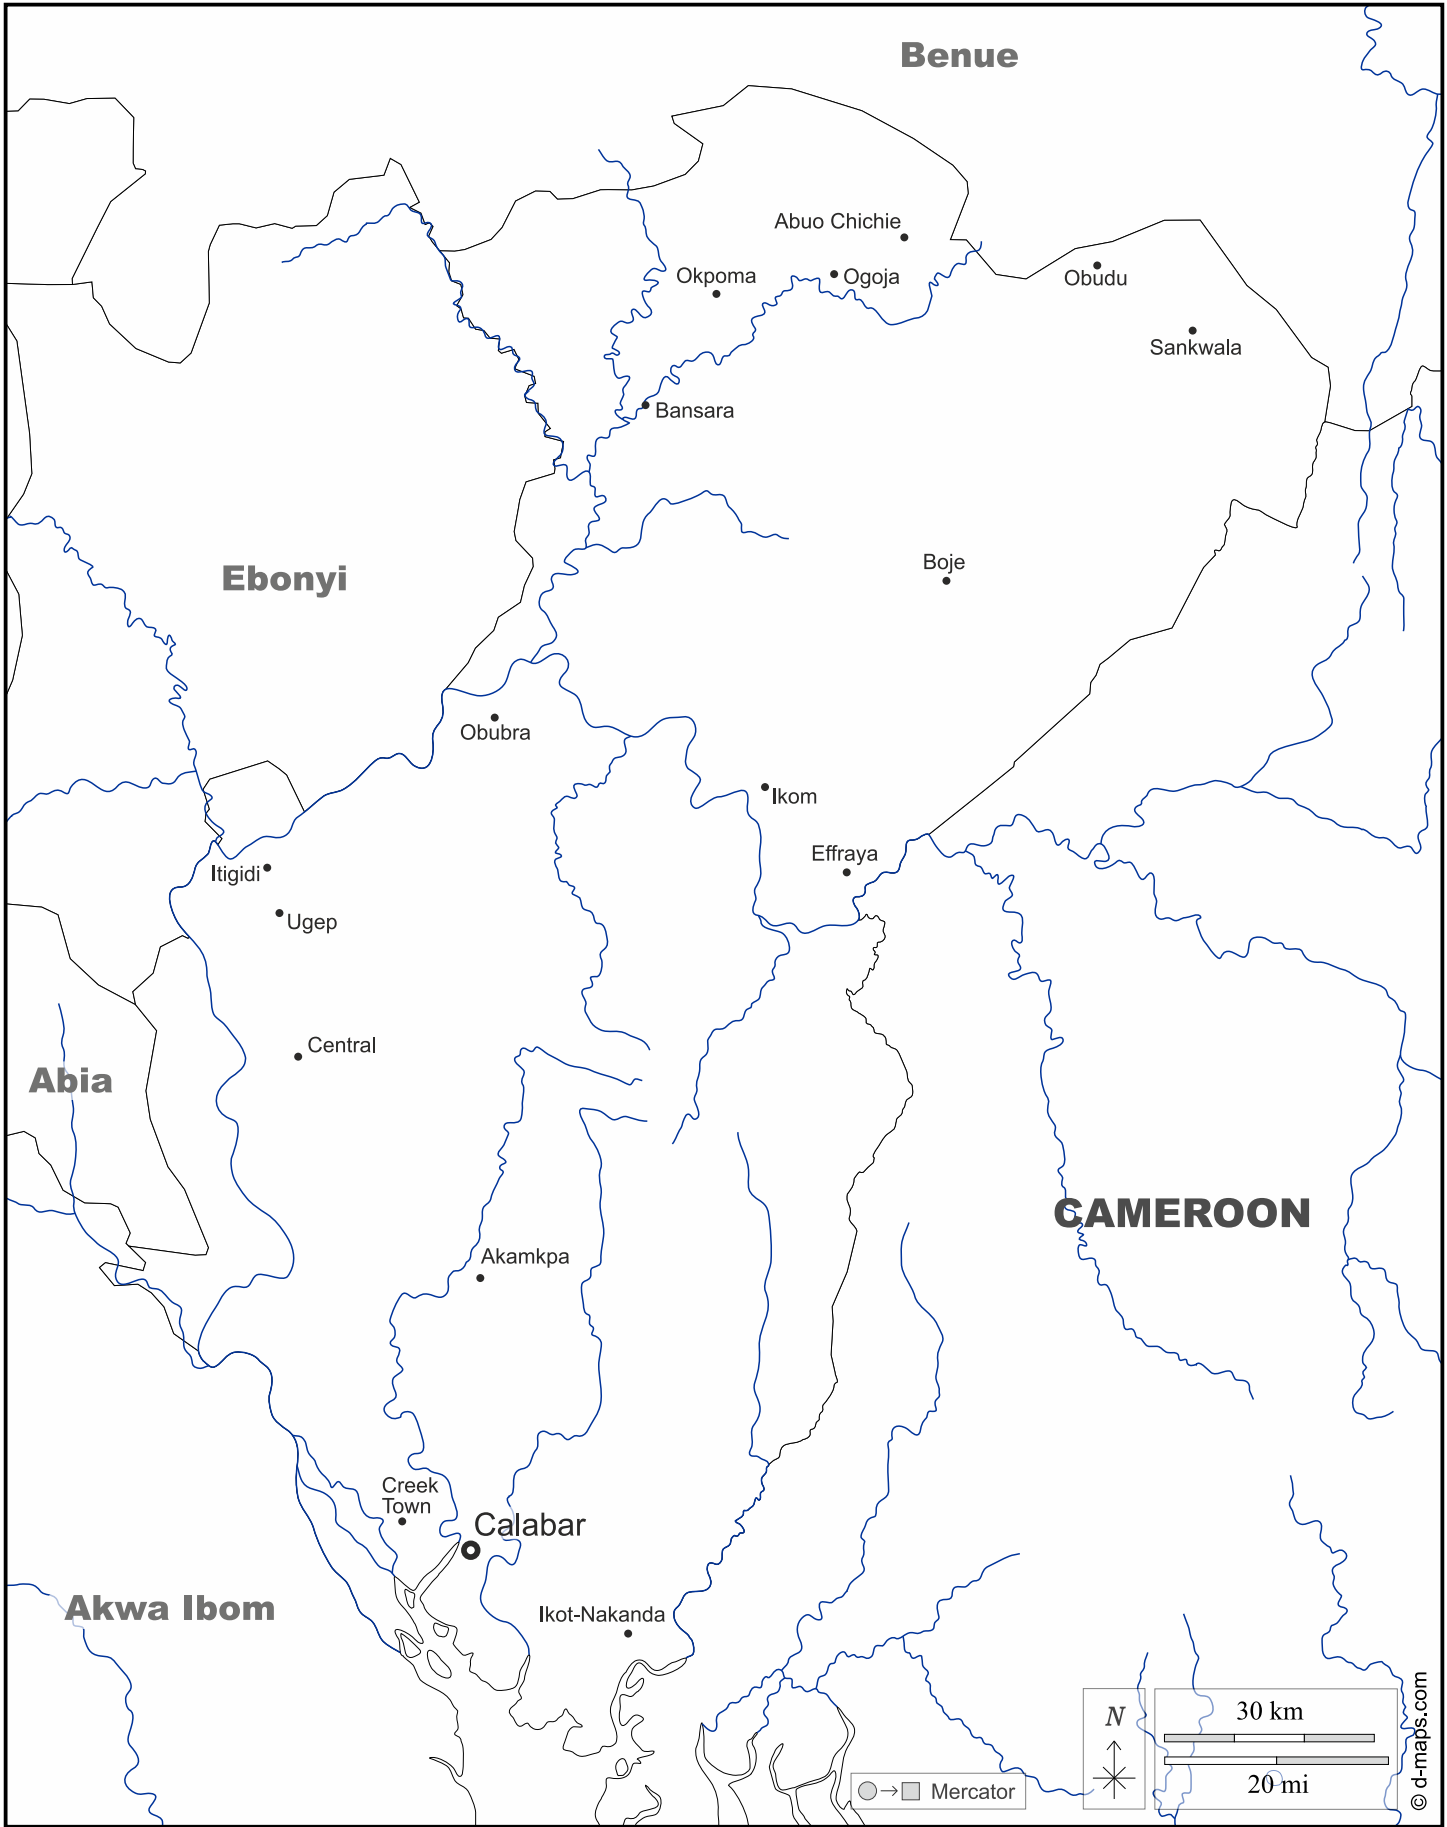 Benue
Abuo Chichie
Okpoma
Ogoja
Obudu
Sankwala
Bansara
Boje
Ebonyi
Obubra
Ikom
Effraya
Itigidi
Ugep
Central
Abia
CAMEROON
Akamkpa
Creek
Town
Calabar
Akwa Ibom
Ikot-Nakanda
N
30 km
20 mi
Mercator
© d-maps.com